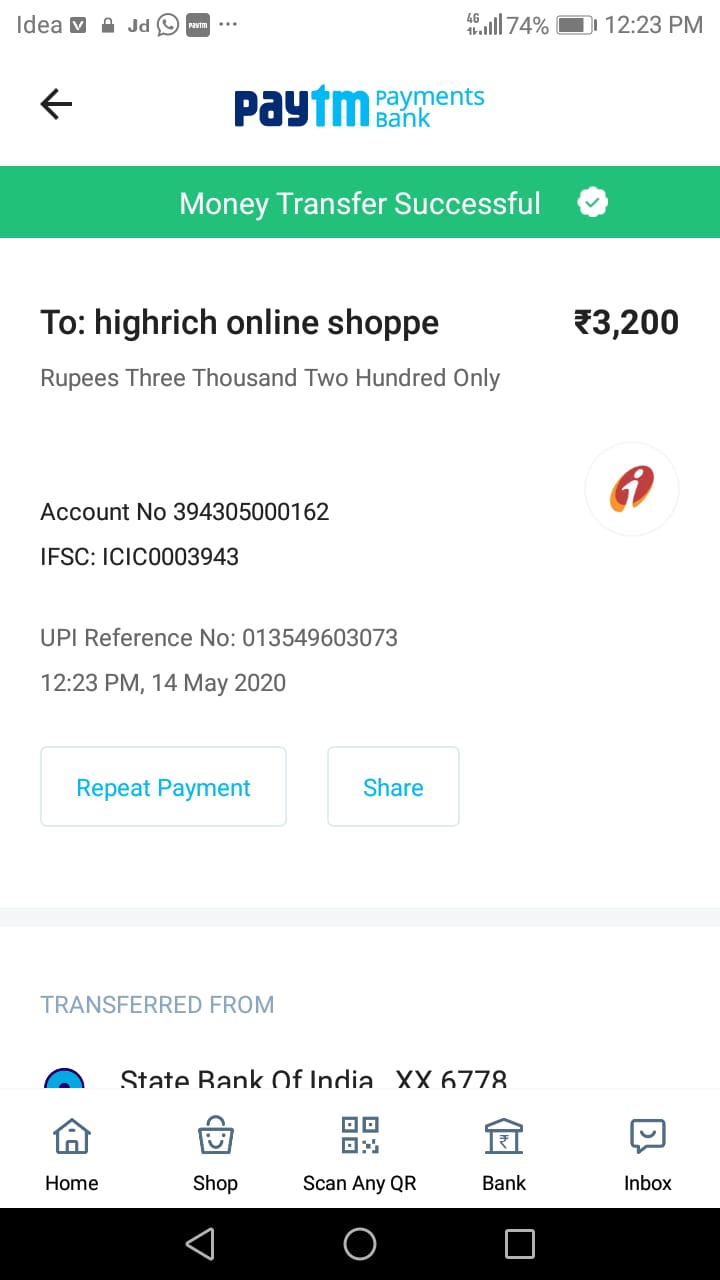 Idea Jd paytm ... 4G 74% 12:23 PM
paytm Payments Bank
Money Transfer Successful
To: highrich online shoppe ₹3,200
Rupees Three Thousand Two Hundred Only
Account No 394305000162
IFSC: ICIC0003943
UPI Reference No: 013549603073
12:23 PM, 14 May 2020
Repeat Payment Share
TRANSFERRED FROM
State Bank Of India XX 6778
Home Shop Scan Any QR Bank Inbox